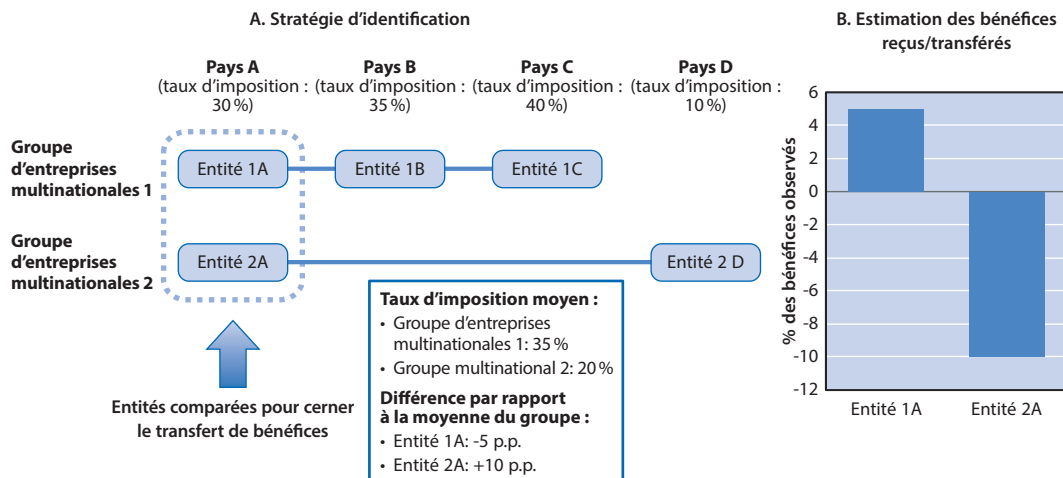 A. Stratégie d’identification
Pays A
(taux d’imposition :
30 %)
Pays B
(taux d’imposition :
35 %)
Pays C
(taux d’imposition :
40 %)
Pays D
(taux d’imposition :
10 %)
Groupe
d’entreprises
multinationales 1
Entité 1A
Entité 1B
Entité 1C
Groupe
d’entreprises
multinationales 2
Entité 2A
Entité 2 D
Entités comparées pour cerner
le transfert de bénéfices
Taux d’imposition moyen :
• Groupe d’entreprises
multinationales 1: 35 %
• Groupe multinational 2: 20 %
Différence par rapport
à la moyenne du groupe :
• Entité 1A: -5 p.p.
• Entité 2A: +10 p.p.
B. Estimation des bénéfices
reçus/transférés
% des bénéfices observés
6
4
2
0
-2
-4
-6
-8
-10
-12
Entité 1A
Entité 2A